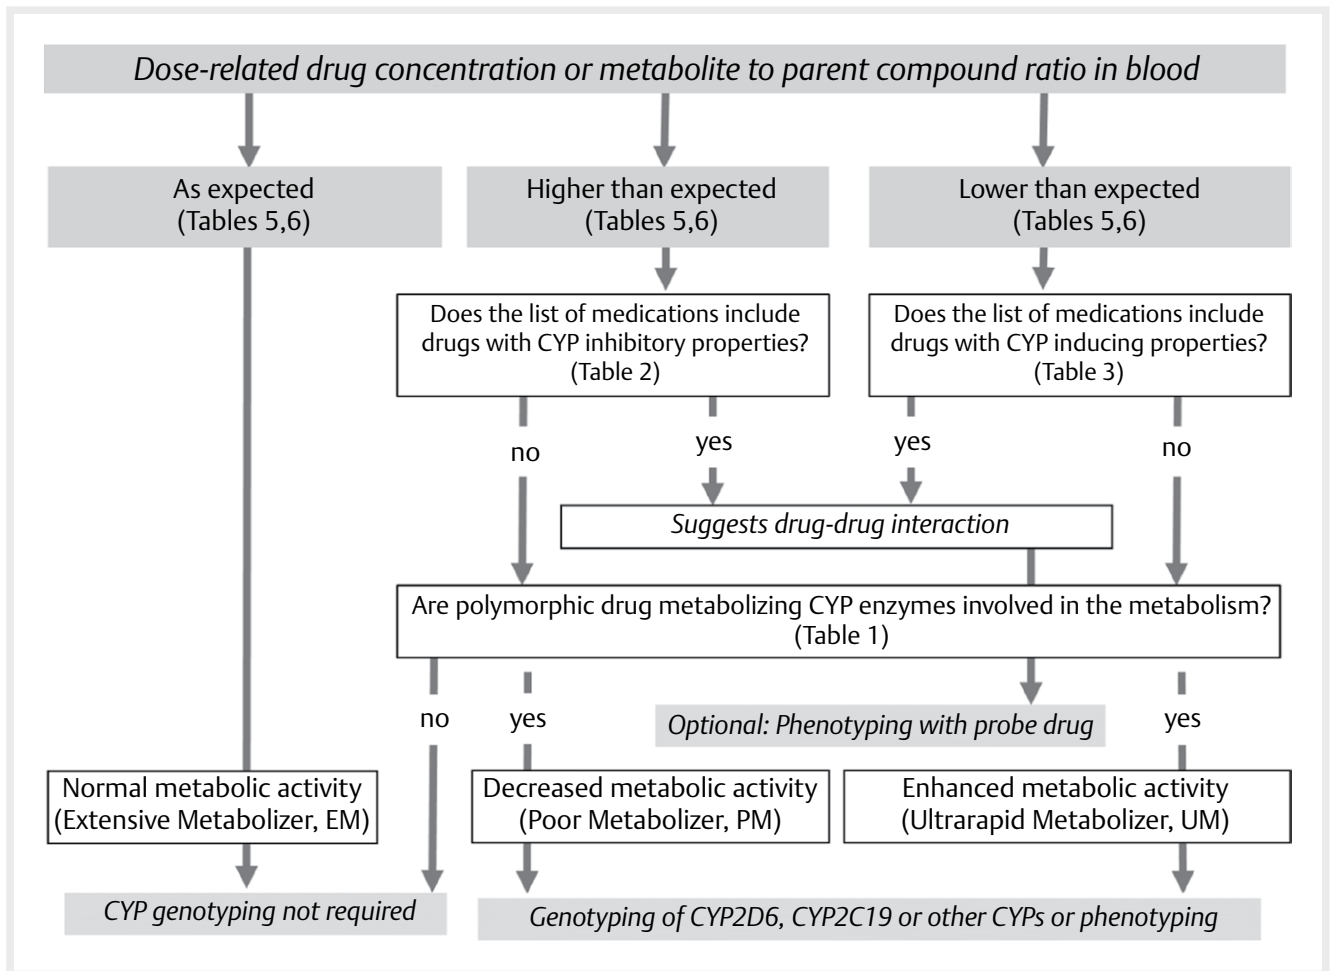 Dose-related drug concentration or metabolite to parent compound ratio in blood
As expected
(Tables 5,6)
Higher than expected
(Tables 5,6)
Lower than expected
(Tables 5,6)
Does the list of medications include
drugs with CYP inhibitory properties?
(Table 2)
Does the list of medications include
drugs with CYP inducing properties?
(Table 3)
no
yes
yes
no
Suggests drug-drug interaction
Are polymorphic drug metabolizing CYP enzymes involved in the metabolism?
(Table 1)
no
yes
Optional: Phenotyping with probe drug
yes
Normal metabolic activity
(Extensive Metabolizer, EM)
Decreased metabolic activity
(Poor Metabolizer, PM)
Enhanced metabolic activity
(Ultrarapid Metabolizer, UM)
CYP genotyping not required
Genotyping of CYP2D6, CYP2C19 or other CYPs or phenotyping